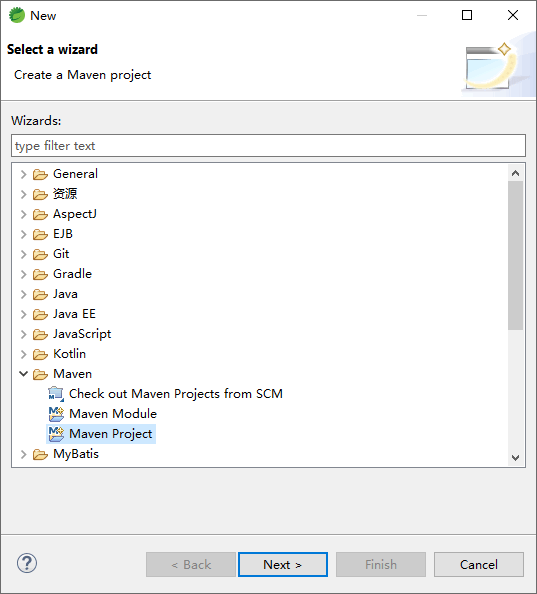 New
Select a wizard
Create a Maven project
Wizards:
type filter text
General
资源
AspectJ
EJB
Git
Gradle
Java
Java EE
JavaScript
Kotlin
Maven
Check out Maven Projects from SCM
Maven Module
Maven Project
MyBatis
? < Back Next > Finish Cancel